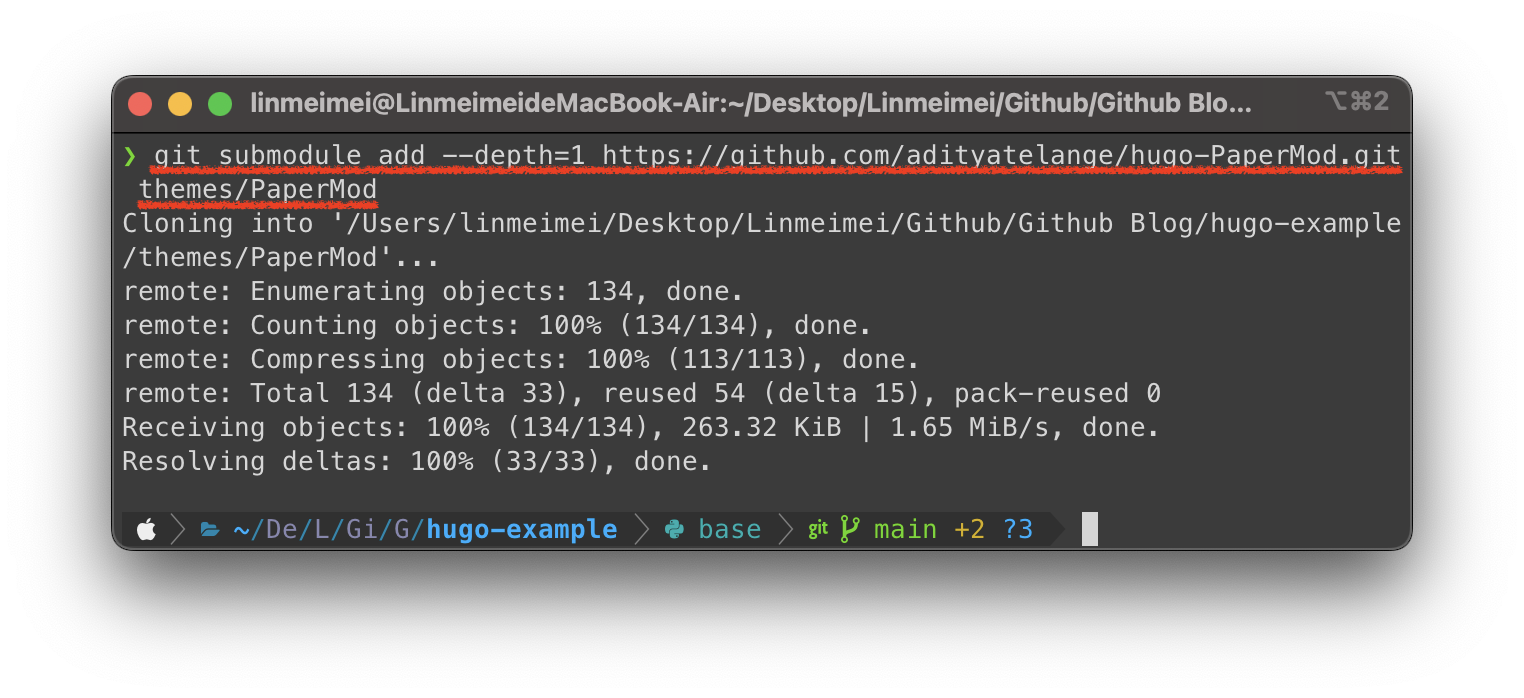 linmeimei@LinmeimeideMacBook-Air:~/Desktop/Linmeimei/Github/Github Blo... ⌥⌘2
❯ git submodule add --depth=1 https://github.com/adityatelange/hugo-PaperMod.git
themes/PaperMod
Cloning into '/Users/linmeimei/Desktop/Linmeimei/Github/Github Blog/hugo-example
/themes/PaperMod'...
remote: Enumerating objects: 134, done.
remote: Counting objects: 100% (134/134), done.
remote: Compressing objects: 100% (113/113), done.
remote: Total 134 (delta 33), reused 54 (delta 15), pack-reused 0
Receiving objects: 100% (134/134), 263.32 KiB | 1.65 MiB/s, done.
Resolving deltas: 100% (33/33), done.
~/De/L/Gi/G/hugo-example base git main +2 ?3